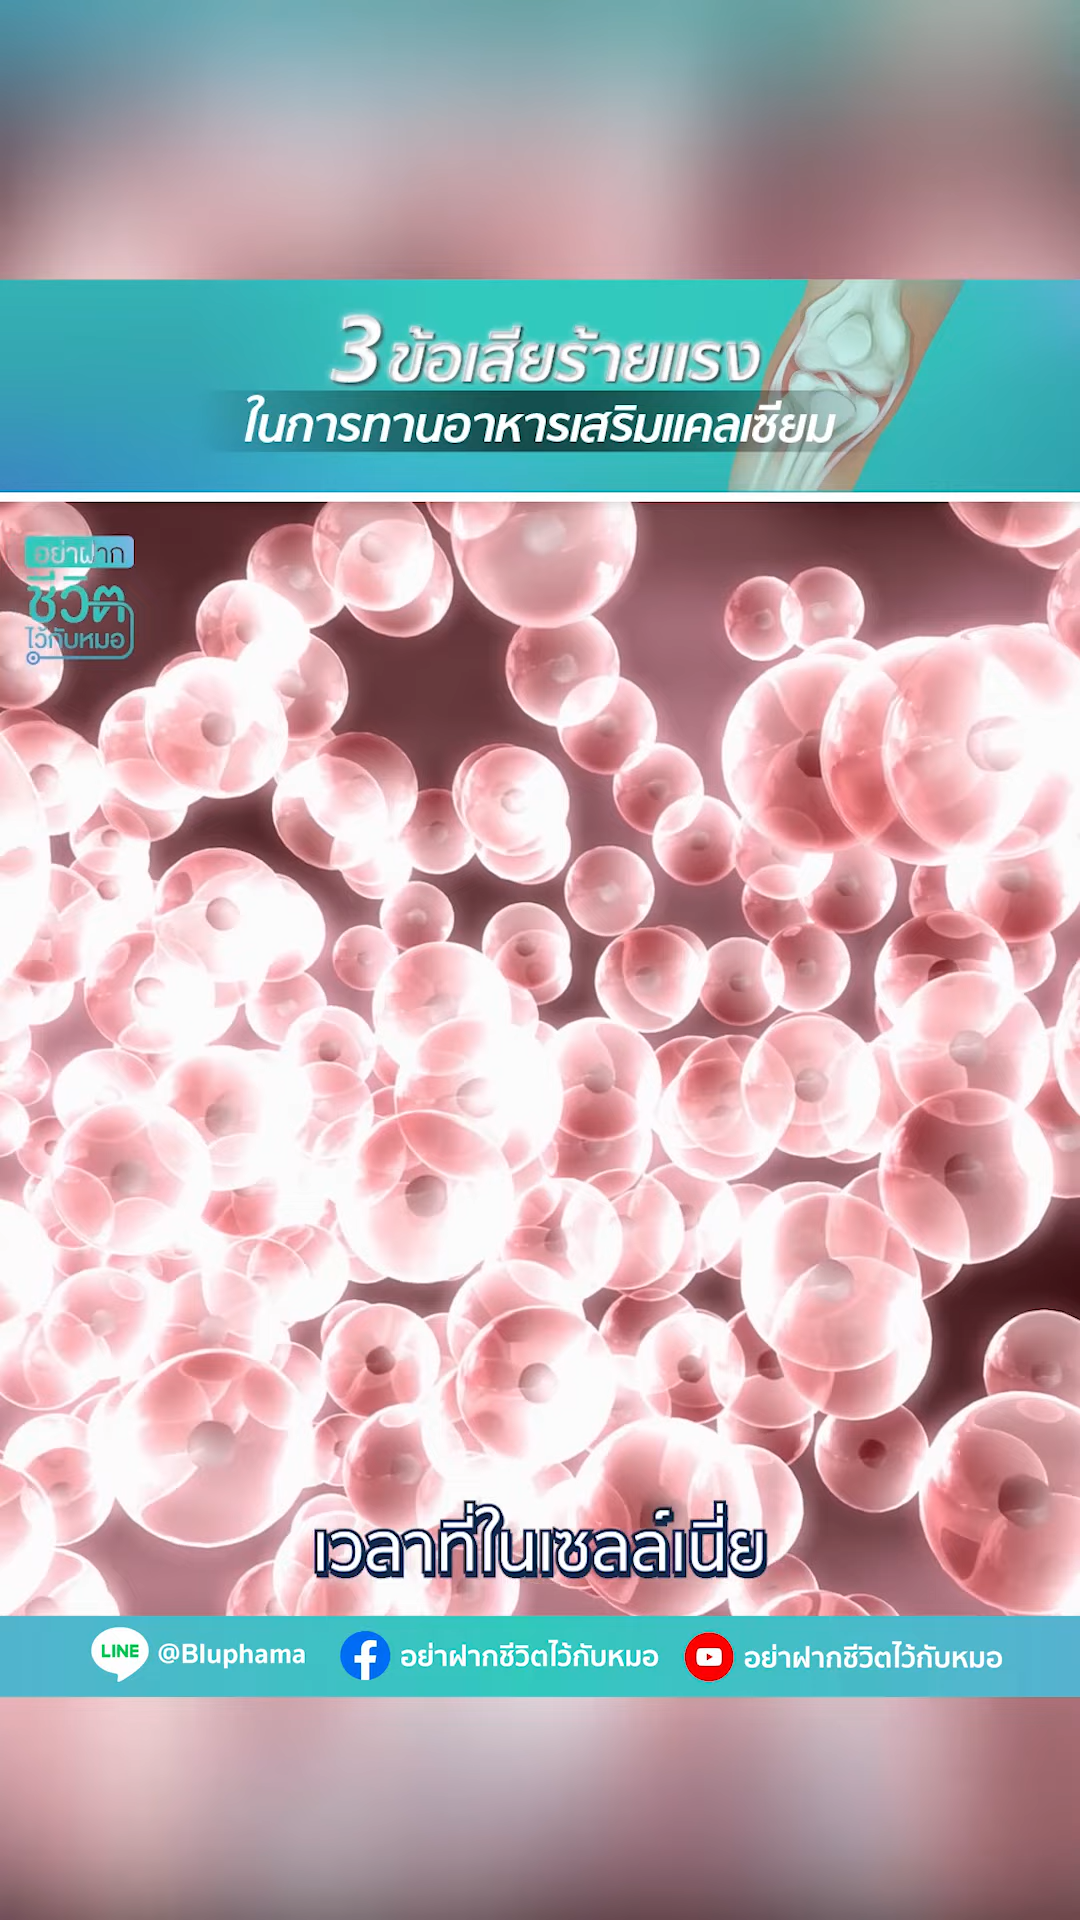 3 ข้อเสียร้ายแรง
ในการทานอาหารเสริมแคลเซียม
อย่าฝาก
ชีวิต
ไว้กับหมอ
เวลาที่ในเซลล์เนี่ย
LINE @Bluphama อย่าฝากชีวิตไว้กับหมอ อย่าฝากชีวิตไว้กับหมอ